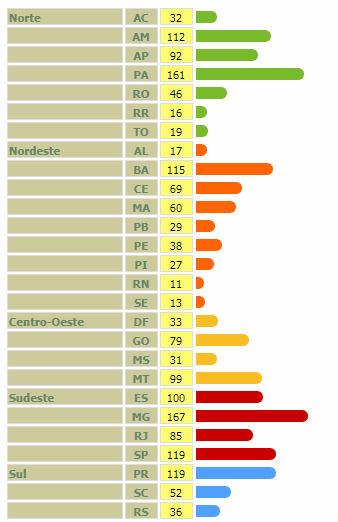 Norte AC 32
AM 112
AP 92
PA 161
RO 46
RR 16
TO 19
Nordeste AL 17
BA 115
CE 69
MA 60
PB 29
PE 38
PI 27
RN 11
SE 13
Centro-Oeste DF 33
GO 79
MS 31
MT 99
Sudeste ES 100
MG 167
RJ 85
SP 119
Sul PR 119
SC 52
RS 36